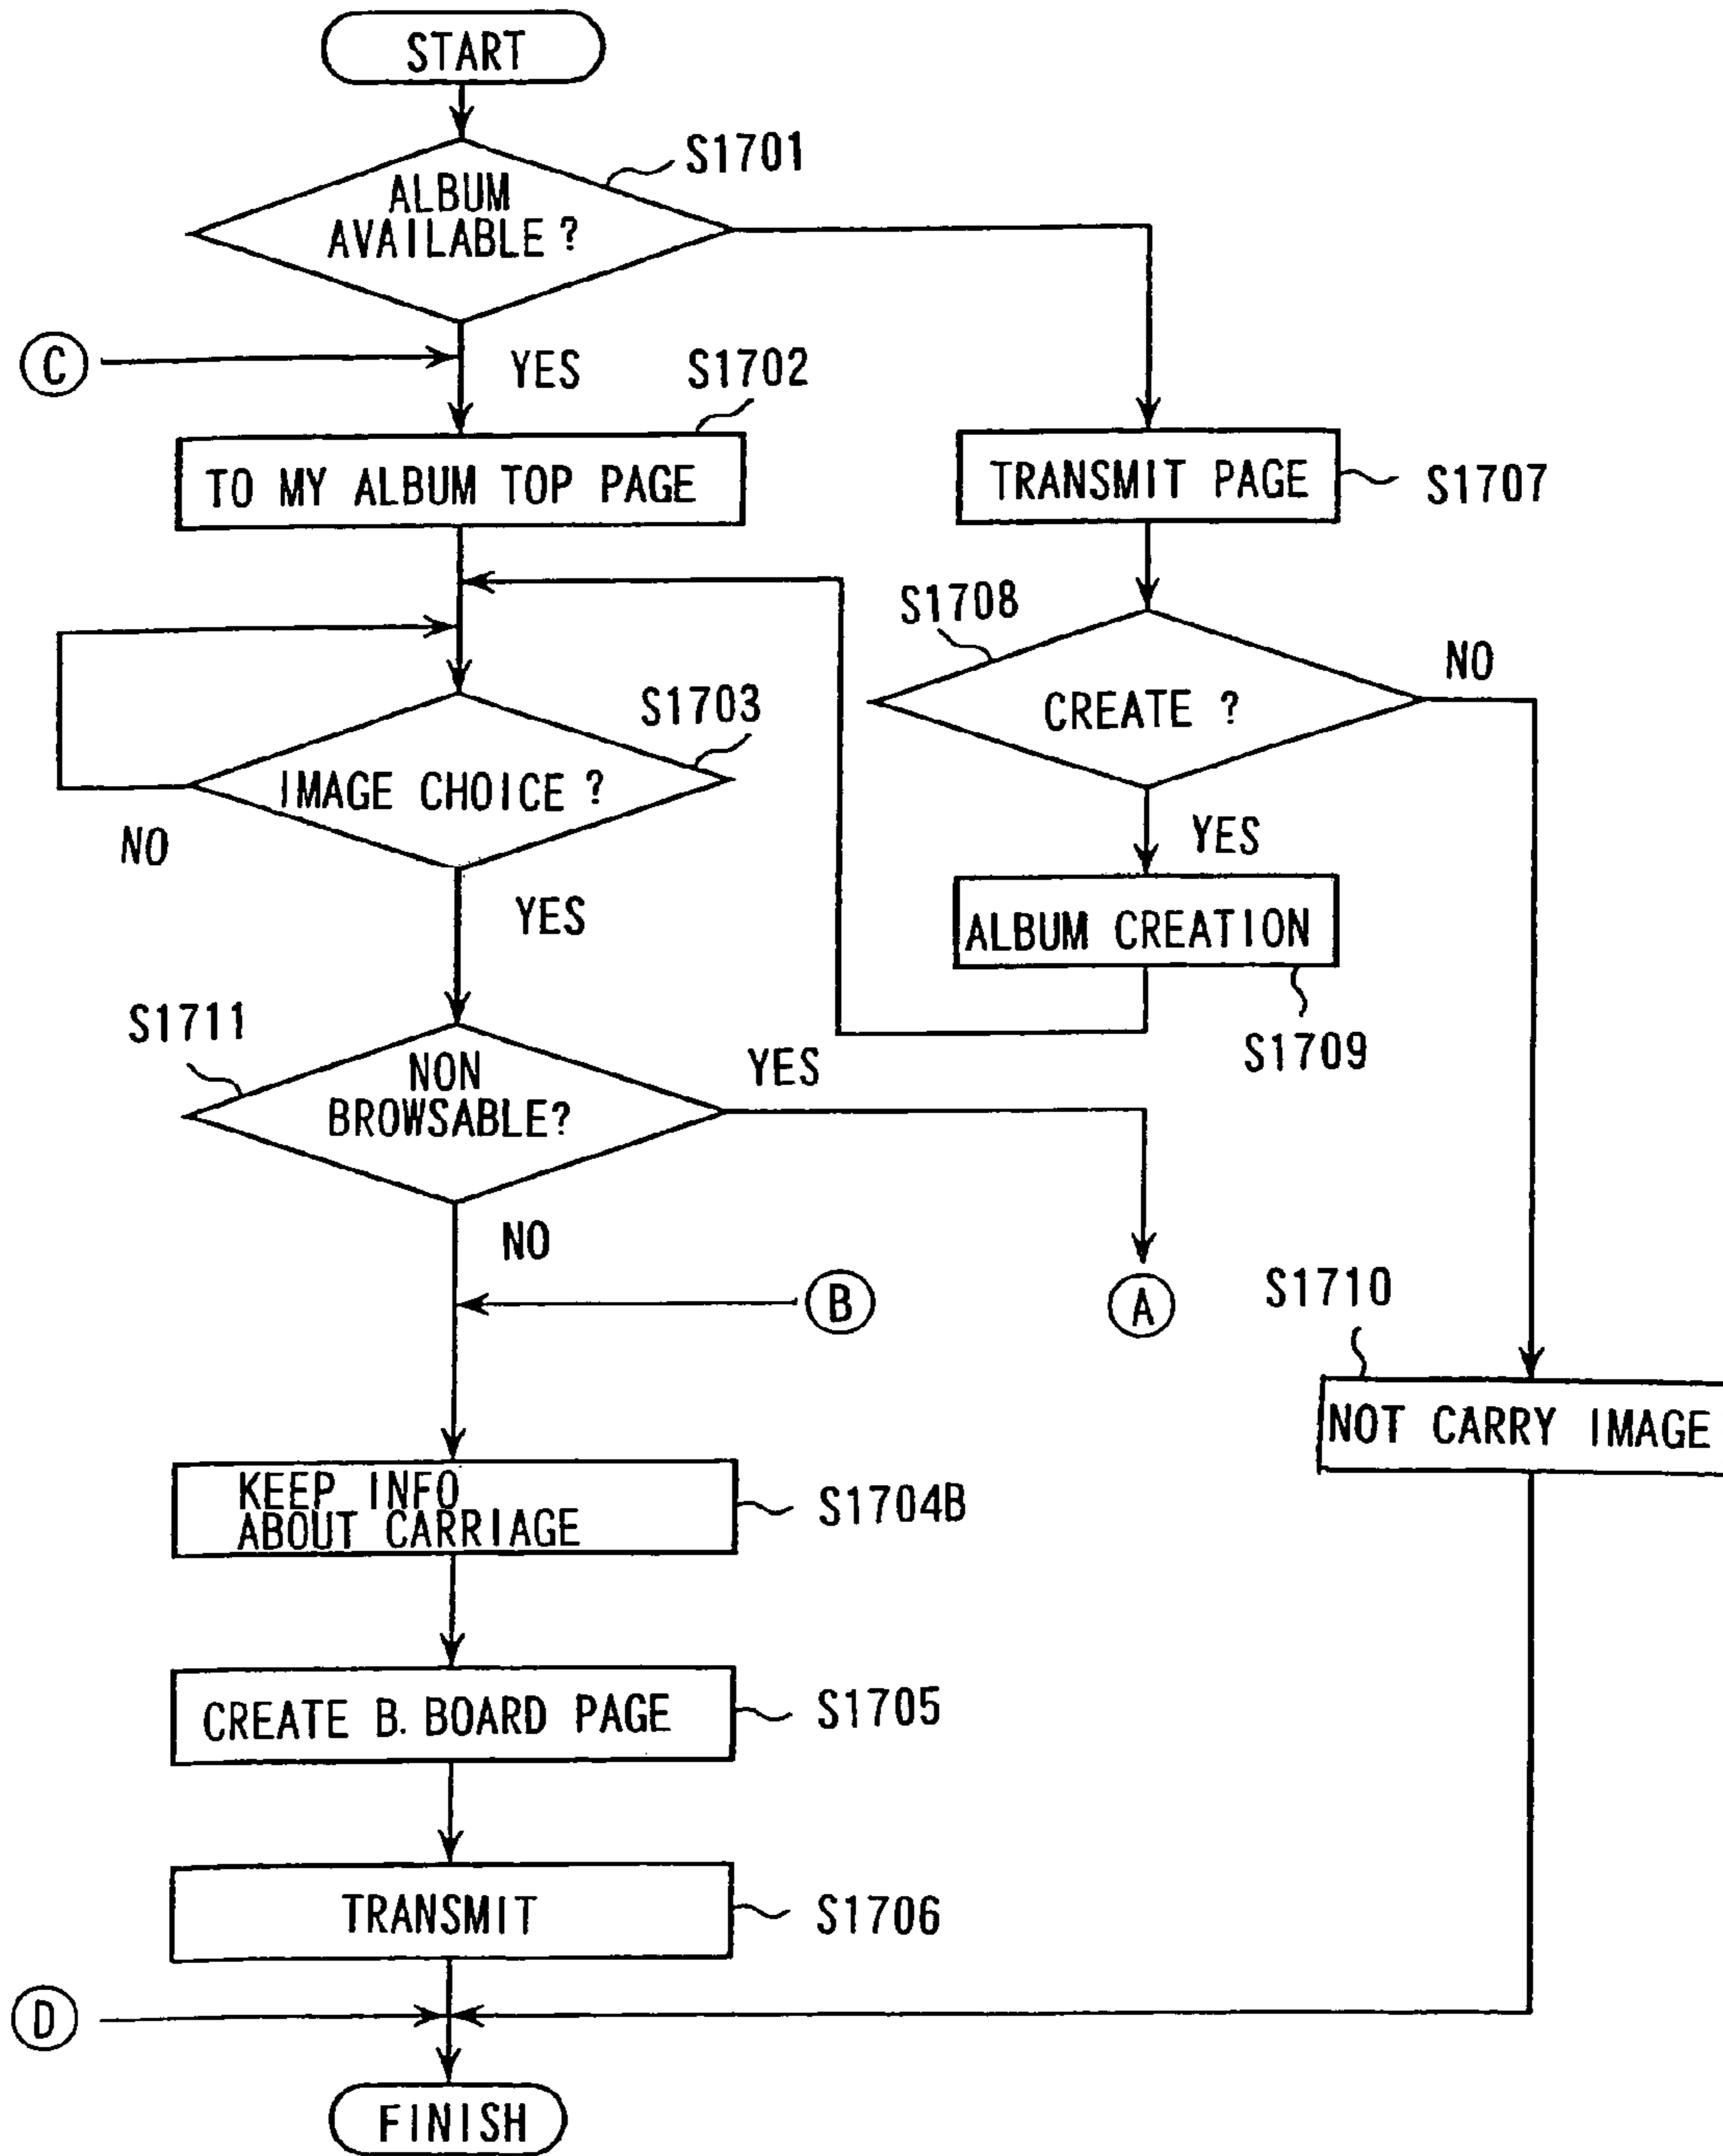 START
S1701
ALBUM
AVAILABLE ?
C
YES
S1702
TO MY ALBUM TOP PAGE
TRANSMIT PAGE
S1707
S1708
NO
CREATE ?
S1703
IMAGE CHOICE ?
NO
YES
YES
ALBUM CREATION
S1709
S1711
NON
BROWSABLE?
YES
NO
B
A
S1710
NOT CARRY IMAGE
KEEP INFO
ABOUT CARRIAGE
S1704B
CREATE B. BOARD PAGE
S1705
TRANSMIT
S1706
D
FINISH